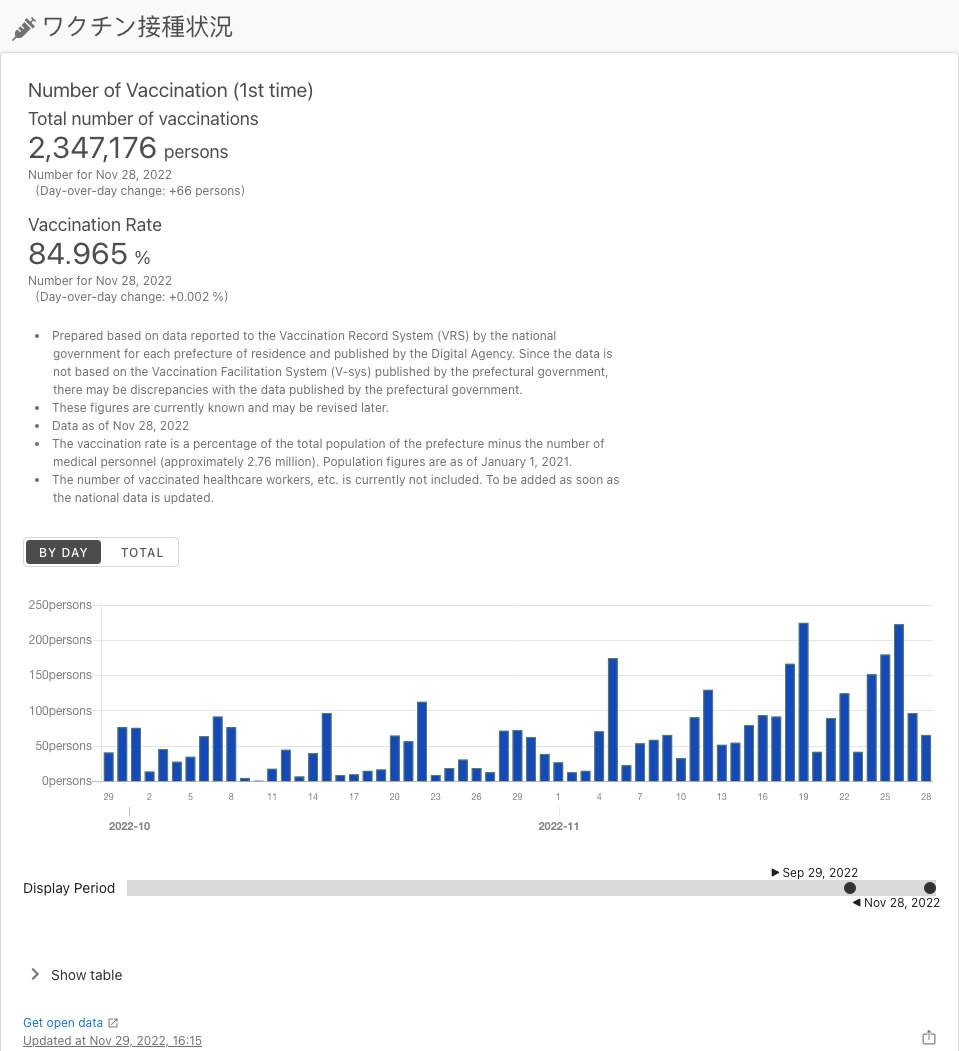 ワクチン接種状況
Number of Vaccination (1st time)
Total number of vaccinations
2,347,176 persons
Number for Nov 28, 2022
(Day-over-day change: +66 persons)
Vaccination Rate
84.965 %
Number for Nov 28, 2022
(Day-over-day change: +0.002 %)
• Prepared based on data reported to the Vaccination Record System (VRS) by the national
government for each prefecture of residence and published by the Digital Agency. Since the data is
not based on the Vaccination Facilitation System (V-sys) published by the prefectural government,
there may be discrepancies with the data published by the prefectural government.
• These figures are currently known and may be revised later.
• Data as of Nov 28, 2022
• The vaccination rate is a percentage of the total population of the prefecture minus the number of
medical personnel (approximately 2.76 million). Population figures are as of January 1, 2021.
• The number of vaccinated healthcare workers, etc. is currently not included. To be added as soon as
the national data is updated.
BY DAY TOTAL
250persons
200persons
150persons
100persons
50persons
0persons
29 2 5 8 11 14 17 20 23 26 29 1 4 7 10 13 16 19 22 25 28
2022-10 2022-11
Sep 29, 2022
Display Period
Nov 28, 2022
Show table
Get open data
Updated at Nov 29, 2022, 16:15